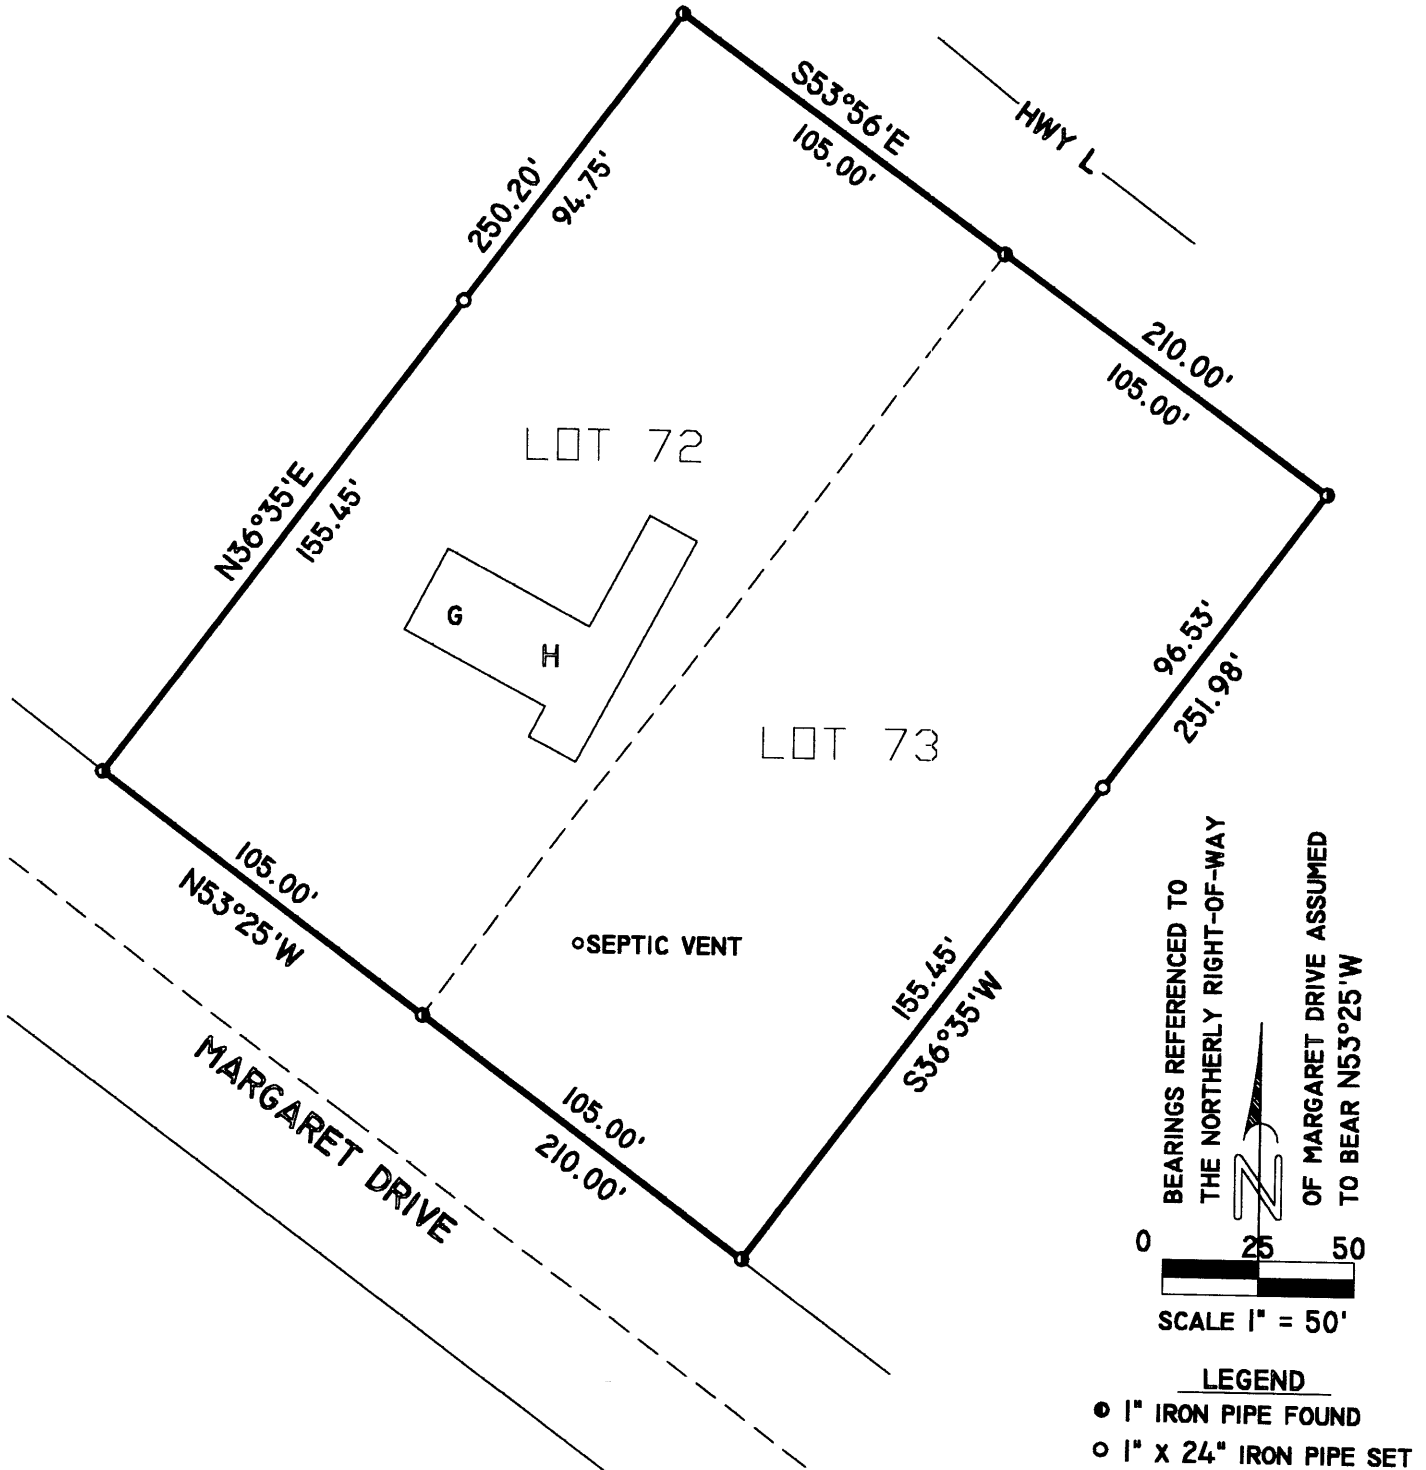 S53°56'E
105.00'
HWY L
250.20'
94.75'
210.00'
105.00'
LOT 72
N36°35'E
155.45'
G
H
96.53'
251.98'
LOT 73
105.00'
N53°25'W
SEPTIC VENT
155.45'
S36°35'W
MARGARET DRIVE
105.00'
210.00'
BEARINGS REFERENCED TO
THE NORTHERLY RIGHT-OF-WAY
N
OF MARGARET DRIVE ASSUMED
TO BEAR N53°25'W
0 25 50
SCALE 1" = 50'
LEGEND
1" IRON PIPE FOUND
1" X 24" IRON PIPE SET